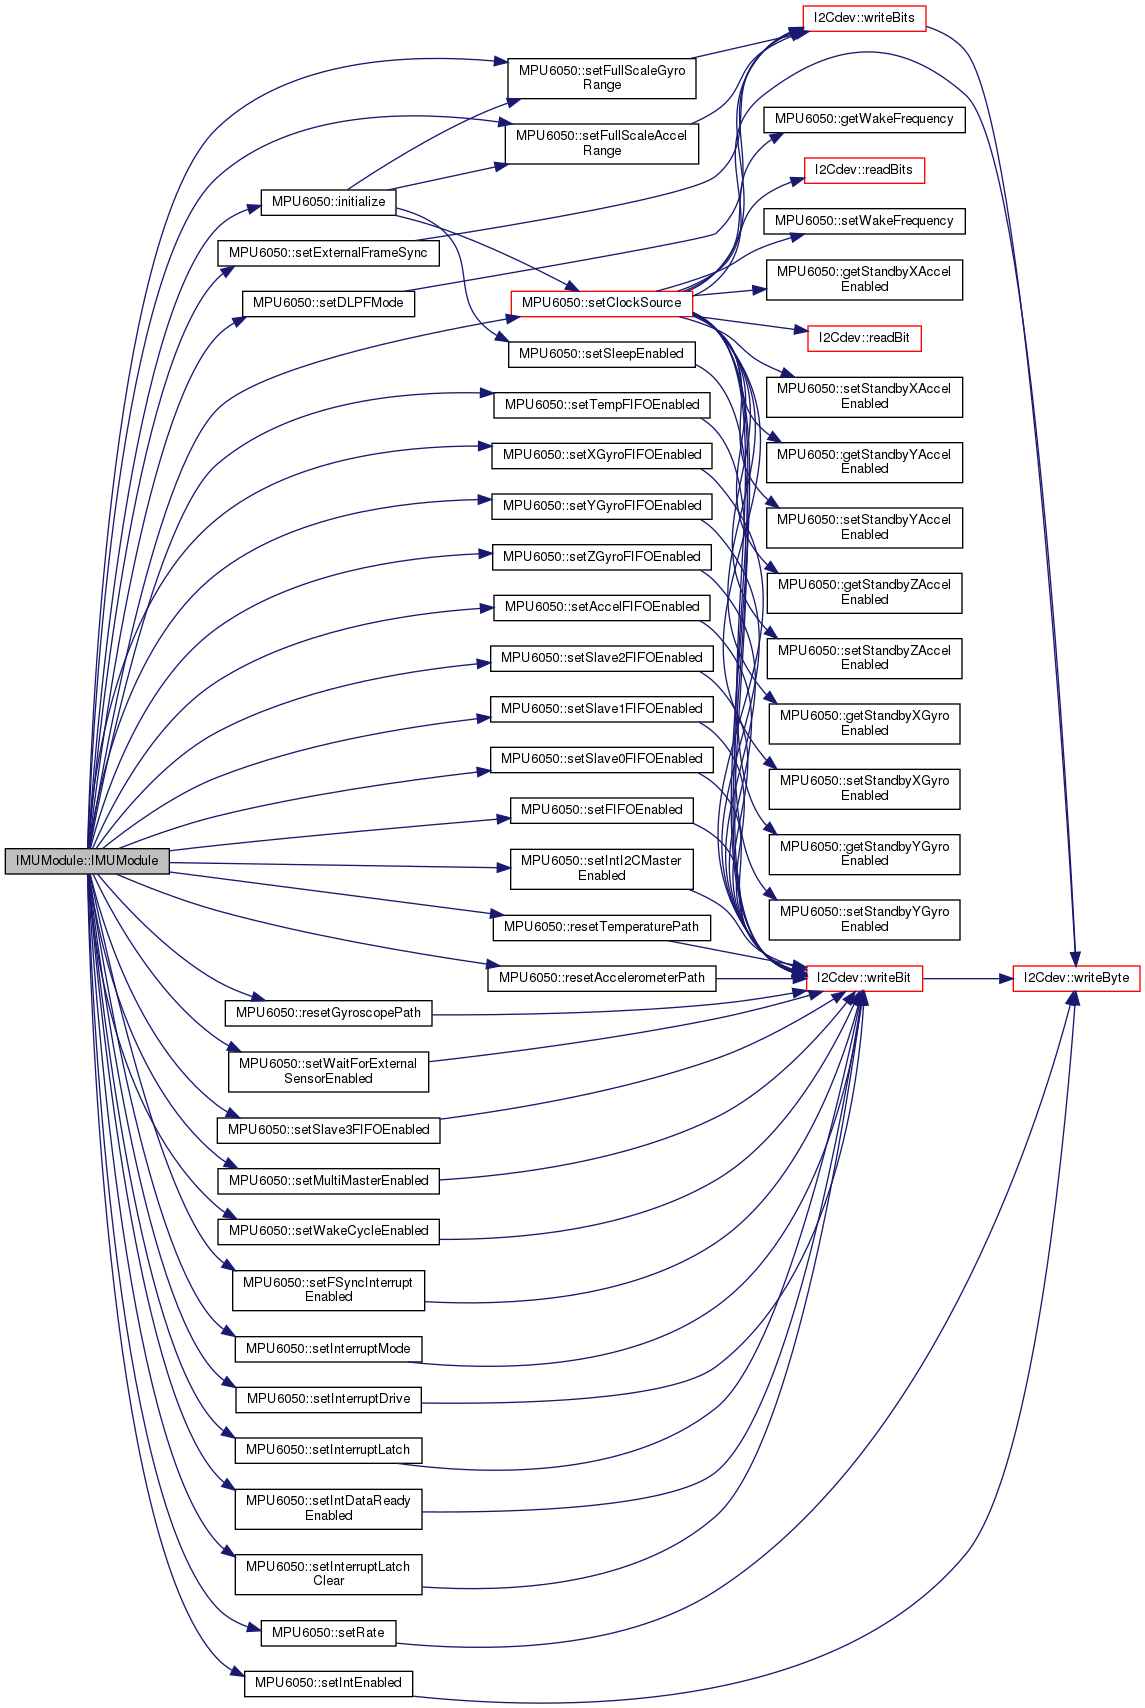 I2Cdev::writeBits
MPU6050::setFullScaleGyro
Range
MPU6050::getWakeFrequency
MPU6050::setFullScaleAccel
Range
I2Cdev::readBits
MPU6050::initialize
MPU6050::setWakeFrequency
MPU6050::setExternalFrameSync
MPU6050::getStandbyXAccel
Enabled
MPU6050::setDLPFMode
MPU6050::setClockSource
I2Cdev::readBit
MPU6050::setSleepEnabled
MPU6050::setStandbyXAccel
Enabled
MPU6050::setTempFIFOEnabled
MPU6050::getStandbyYAccel
Enabled
MPU6050::setXGyroFIFOEnabled
MPU6050::setYGyroFIFOEnabled
MPU6050::setStandbyYAccel
Enabled
MPU6050::setZGyroFIFOEnabled
MPU6050::getStandbyZAccel
Enabled
MPU6050::setAccelFIFOEnabled
MPU6050::setSlave2FIFOEnabled
MPU6050::setStandbyZAccel
Enabled
MPU6050::setSlave1FIFOEnabled
MPU6050::getStandbyXGyro
Enabled
MPU6050::setSlave0FIFOEnabled
MPU6050::setStandbyXGyro
Enabled
MPU6050::setFIFOEnabled
IMUModule::IMUModule
MPU6050::setIntI2CMaster
Enabled
MPU6050::getStandbyYGyro
Enabled
MPU6050::resetTemperaturePath
MPU6050::setStandbyYGyro
Enabled
MPU6050::resetAccelerometerPath
I2Cdev::writeBit
I2Cdev::writeByte
MPU6050::resetGyroscopePath
MPU6050::setWaitForExternal
SensorEnabled
MPU6050::setSlave3FIFOEnabled
MPU6050::setMultiMasterEnabled
MPU6050::setWakeCycleEnabled
MPU6050::setFSyncInterrupt
Enabled
MPU6050::setInterruptMode
MPU6050::setInterruptDrive
MPU6050::setInterruptLatch
MPU6050::setIntDataReady
Enabled
MPU6050::setInterruptLatch
Clear
MPU6050::setRate
MPU6050::setIntEnabled